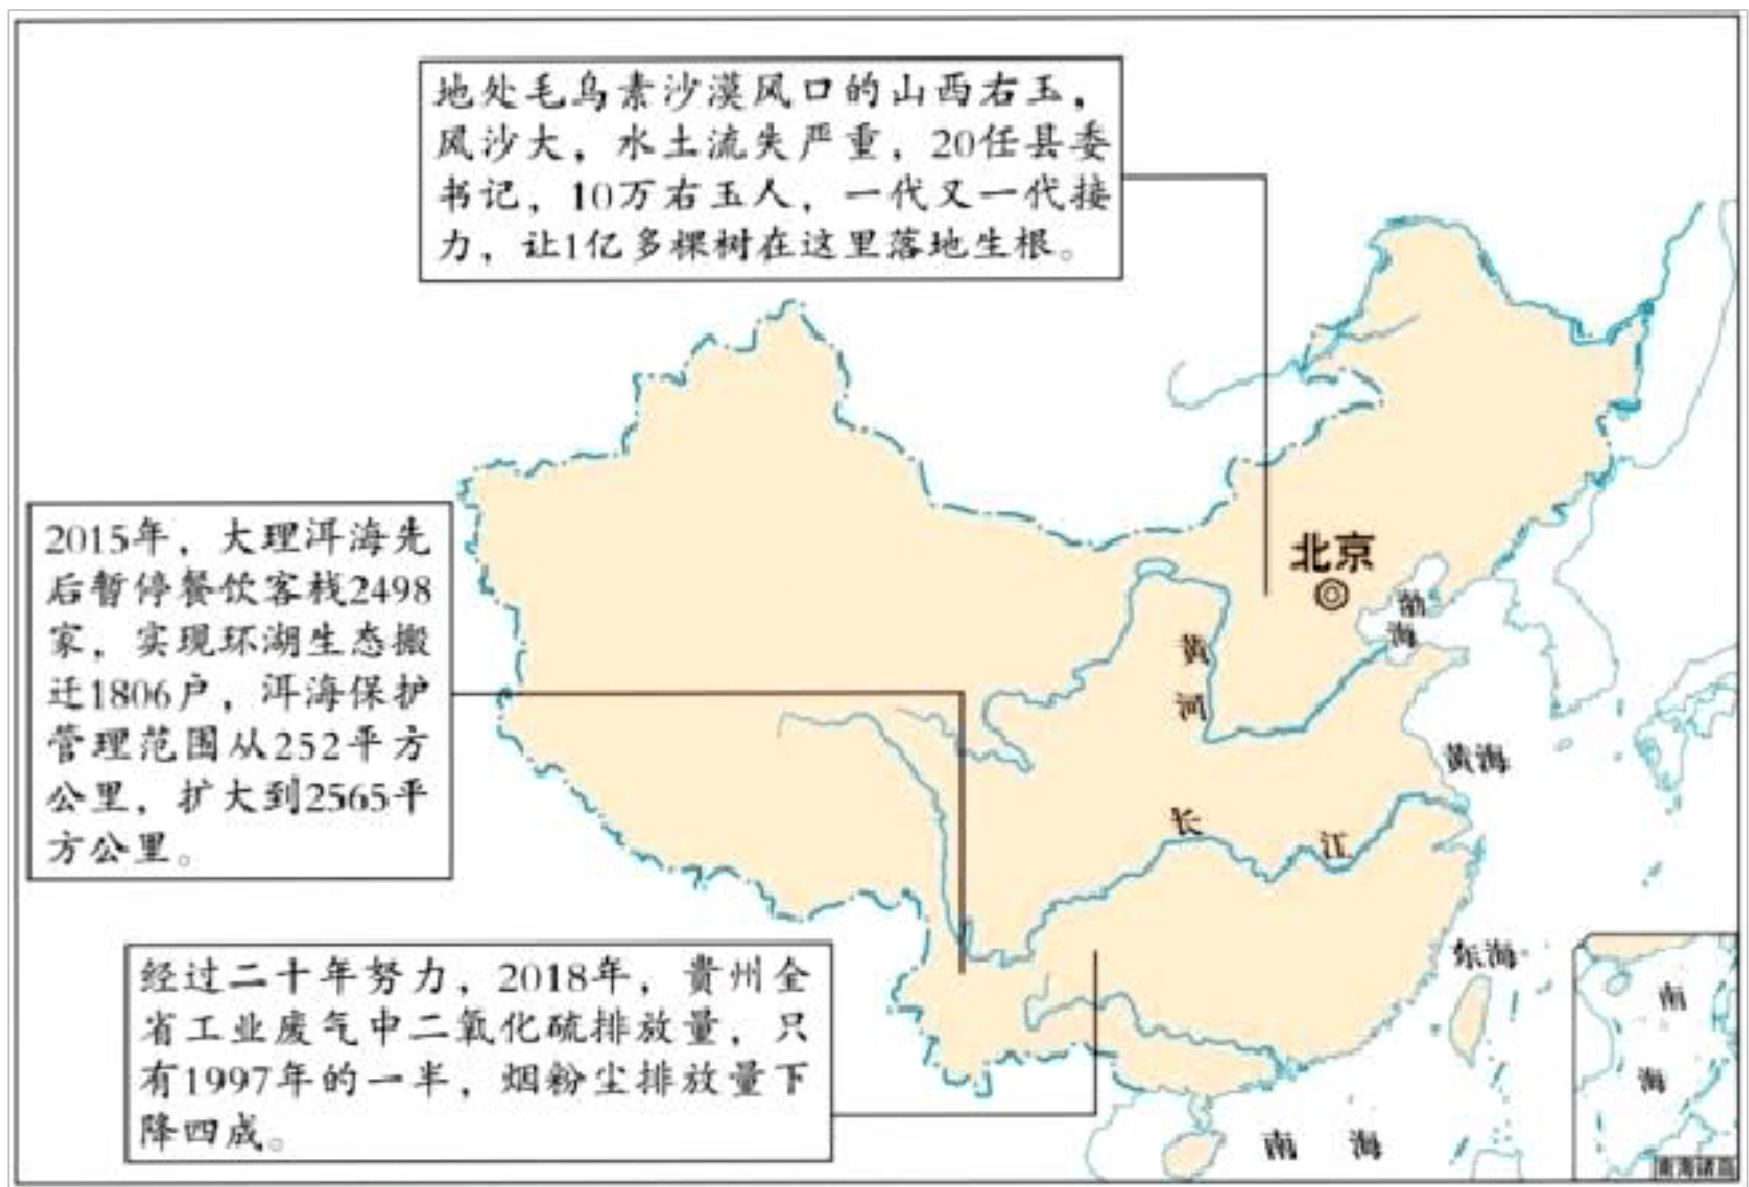 地处毛乌素沙漠风口的山西右玉，
风沙大，水土流失严重，20任县委
书记，10万右玉人，一代又一代接
力，让1亿多棵树在这里落地生根。
2015年，大理洱海先
后暂停餐饮客栈2498
家，实现环湖生态搬
迁1806户，洱海保护
管理范围从252平方
公里，扩大到2565平
方公里。
经过二十年努力，2018年，贵州全
省工业废气中二氧化硫排放量，只
有1997年的一半，烟粉尘排放量下
降四成。
北京
渤海
黄河
黄海
长江
东海
南海
南海
南海诸岛